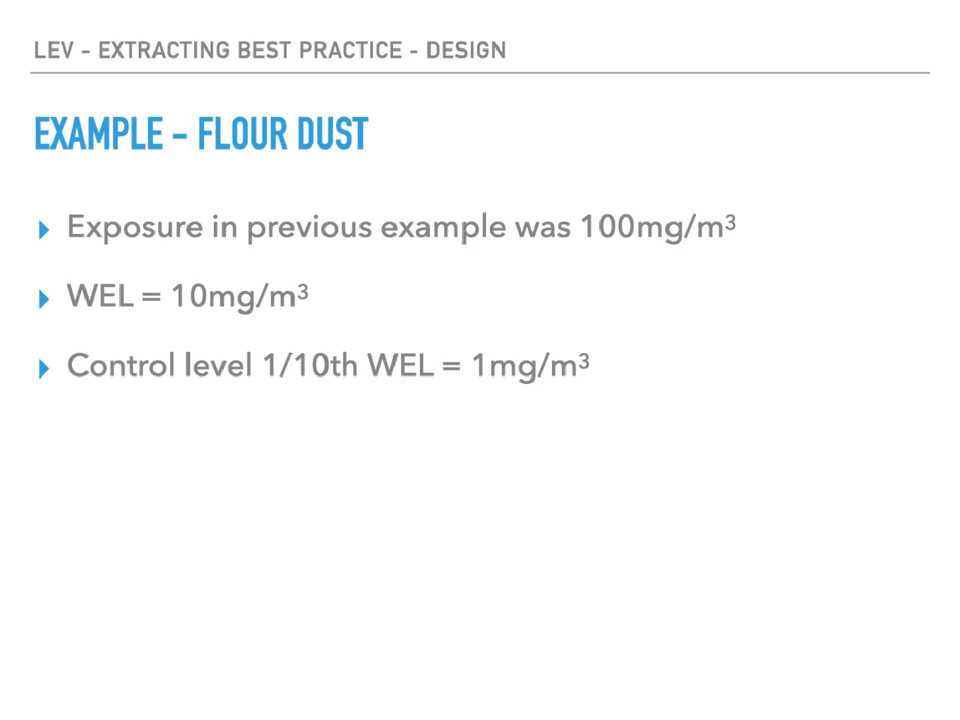 LEV - EXTRACTING BEST PRACTICE - DESIGN
EXAMPLE - FLOUR DUST
Exposure in previous example was 100mg/m³
WEL = 10mg/m³
Control level 1/10th WEL = 1mg/m³